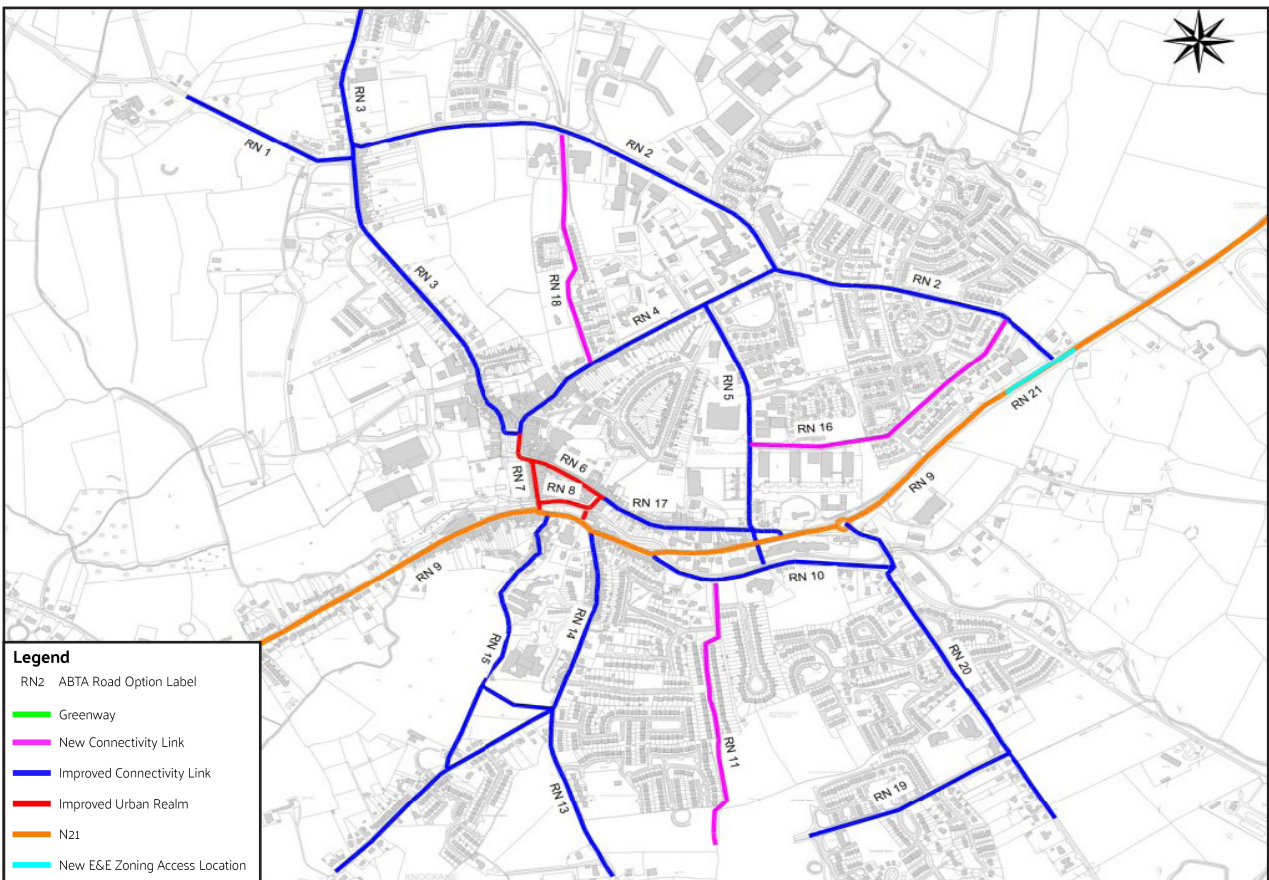 RN 3
RN 1
RN 2
RN 3
RN 18
RN 4
RN 2
RN 5
RN 21
RN 16
RN 6
RN 7
RN 8
RN 17
RN 9
RN 9
RN 10
RN 14
RN 15
RN 20
RN 11
RN 13
RN 19
KNOCKANE
Legend
RN2 ABTA Road Option Label
Greenway
New Connectivity Link
Improved Connectivity Link
Improved Urban Realm
N21
New E&E Zoning Access Location